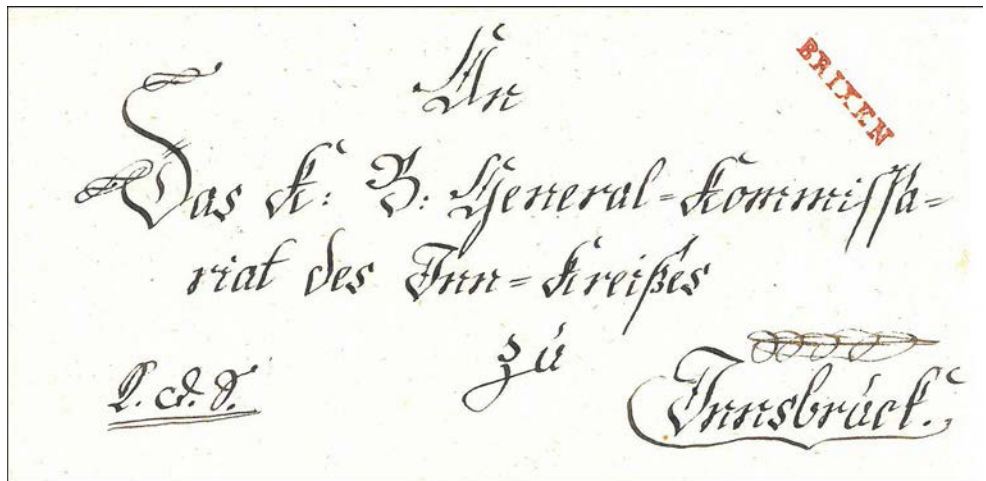 An
BRIXEN
Das K: B: General-Kommissa-
riat des Inn-Kreißes
zu
Innsbruck.